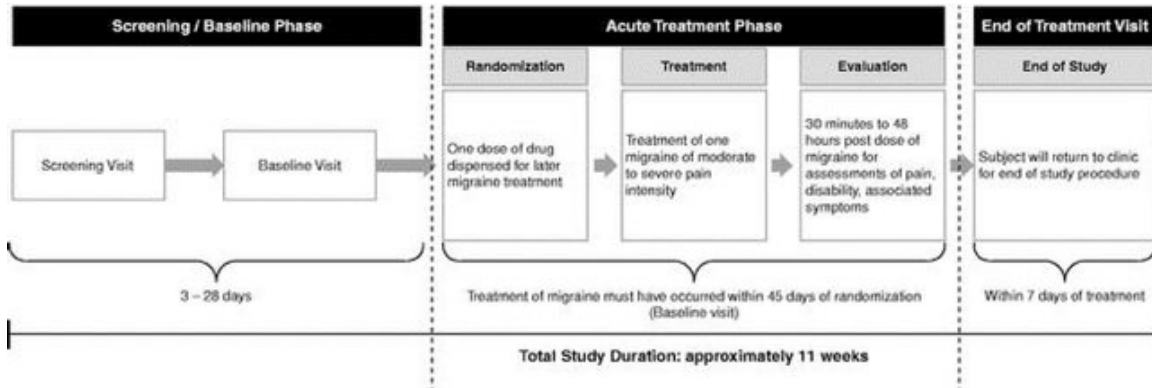 Screening / Baseline Phase
Acute Treatment Phase
End of Treatment Visit
Randomization
Treatment
Evaluation
End of Study
Screening Visit
Baseline Visit
One dose of drug
dispensed for later
migraine treatment
Treatment of one
migraine of moderate
to severe pain
intensity
30 minutes to 48
hours post dose of
migraine for
assessments of pain,
disability, associated
symptoms
Subject will return to clinic
for end of study procedure
3 – 28 days
Treatment of migraine must have occurred within 45 days of randomization
(Baseline visit)
Within 7 days of treatment
Total Study Duration: approximately 11 weeks